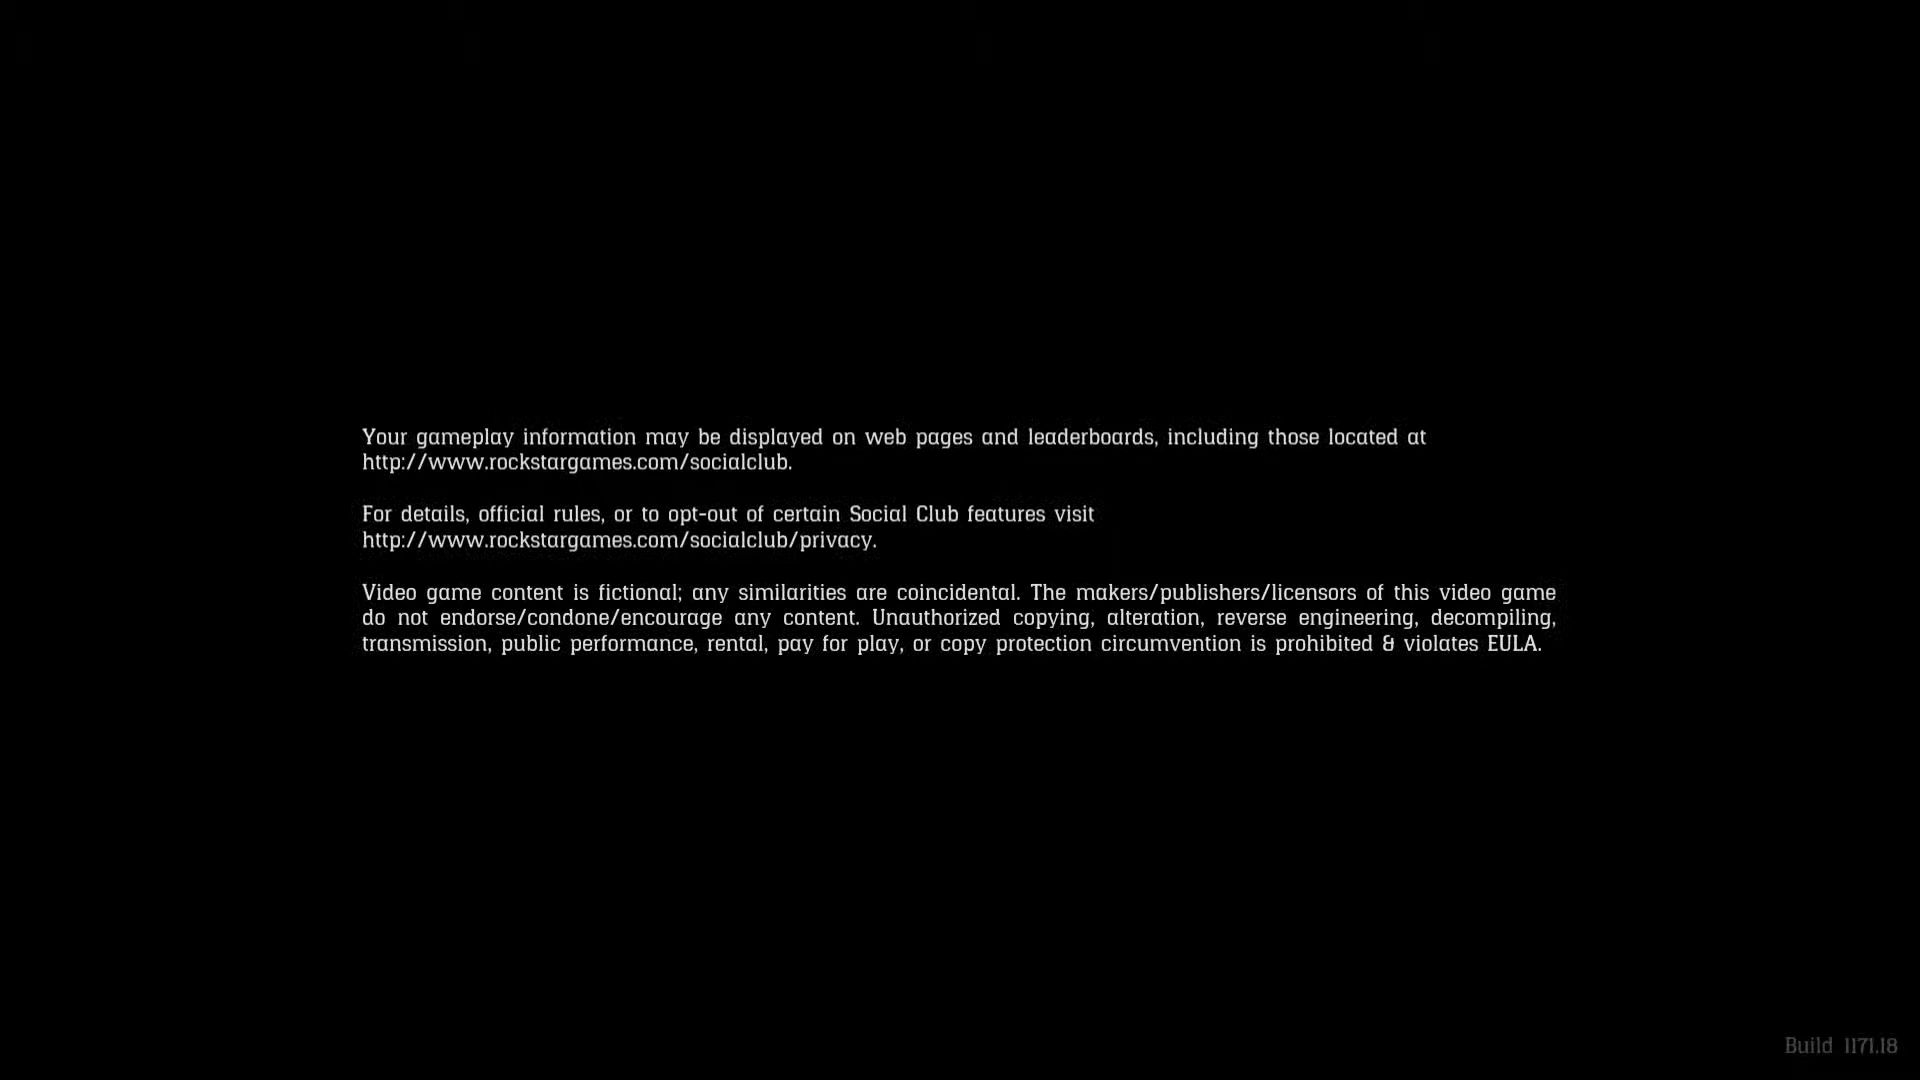 Your gameplay information may be displayed on web pages and leaderboards, including those located at
http://www.rockstargames.com/socialclub.
For details, official rules, or to opt-out of certain Social Club features visit
http://www.rockstargames.com/socialclub/privacy.
Video game content is fictional; any similarities are coincidental. The makers/publishers/licensors of this video game
do not endorse/condone/encourage any content. Unauthorized copying, alteration, reverse engineering, decompiling,
transmission, public performance, rental, pay for play, or copy protection circumvention is prohibited & violates EULA.
Build 1171.18